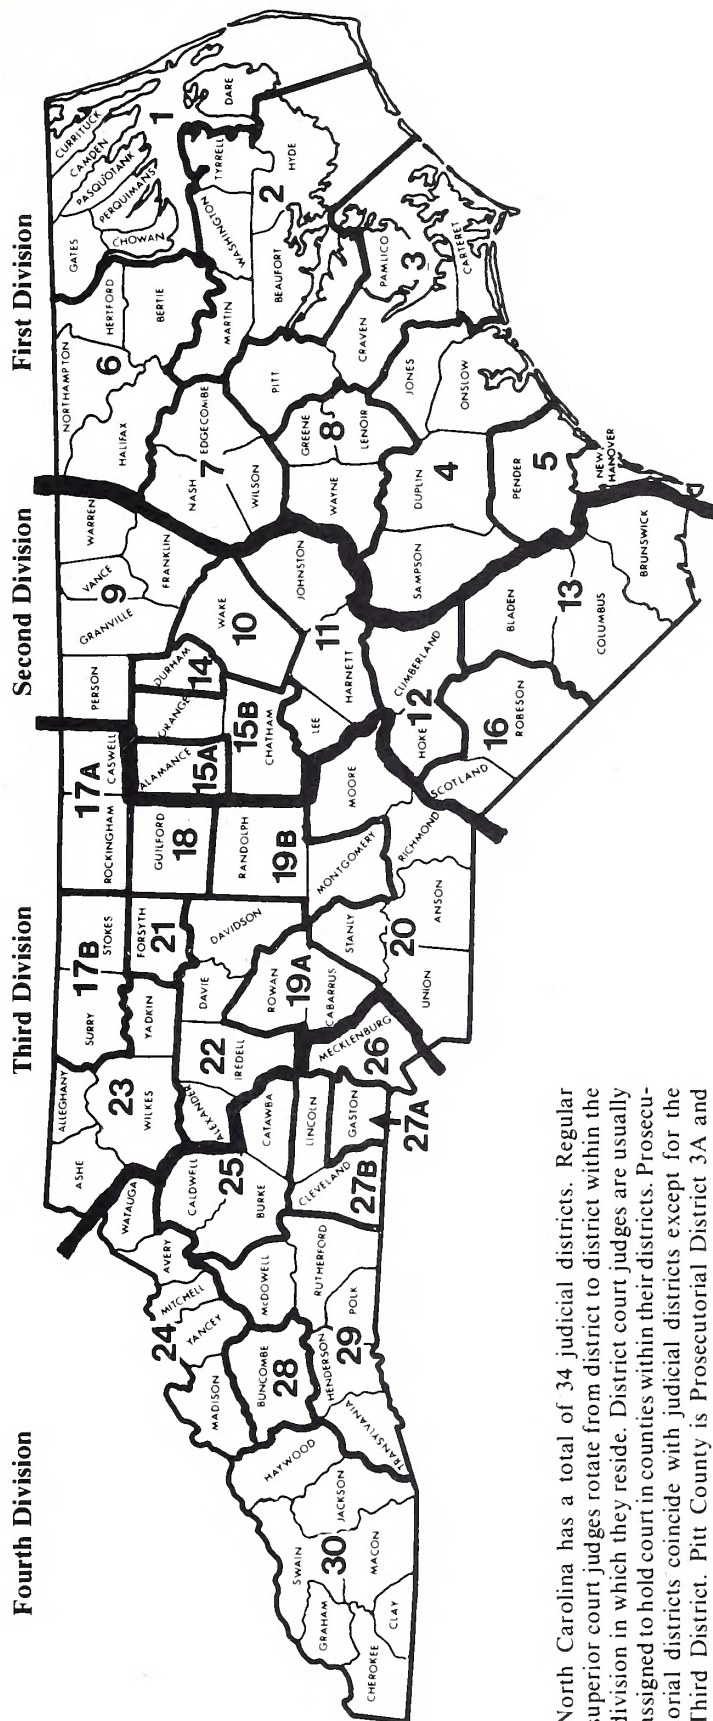 Fourth Division
Third Division
Second Division
First Division
CHEROKEE
GRAHAM
CLAY
SWAIN
MACON
30
JACKSON
HAYWOOD
TRANSYLVANIA
MADISON
BUNCOMBE
28
HENDERSON
29
POLK
RUTHERFORD
McDOWELL
24
YANCEY
MITCHELL
AVERY
WATAUGA
CALDWELL
25
BURKE
CATAWBA
CLEVELAND
27B
LINCOLN
GASTON
27A
MECKLENBURG
26
ASHE
ALLEGHANY
23
WILKES
YADKIN
ALEXANDER
22
IREDELL
DAVIE
DAVIDSON
SURRY
17B
STOKES
FORSYTH
21
ROWAN
19A
CABARRUS
STANLY
20
UNION
ANSON
MONTGOMERY
RICHMOND
MOORE
ROCKINGHAM
17A
CASWELL
GUILFORD
18
RANDOLPH
19B
SCOTLAND
PERSON
ALAMANCE
15A
ORANGE
15B
CHATHAM
DURHAM
14
GRANVILLE
9
VANCE
WARREN
FRANKLIN
WAKE
10
LEE
HARNETT
11
JOHNSTON
HOKE
12
CUMBERLAND
16
ROBESON
BLADEN
13
COLUMBUS
BRUNSWICK
NORTHAMPTON
6
HALIFAX
HERTFORD
BERTIE
NASH
7
EDGECOMBE
WILSON
WAYNE
GREENE
8
LENOIR
PITT
SAMPSON
DUPLIN
4
JONES
ONSLOW
PENDER
5
NEW
HANOVER
GATES
CURRITUCK
CAMDEN
PASQUOTANK
PERQUIMANS
CHOWAN
1
DARE
MARTIN
WASHINGTON
TYRRELL
BEAUFORT
2
HYDE
CRAVEN
PAMLICO
3
CARTERET
North Carolina has a total of 34 judicial districts. Regular
superior court judges rotate from district to district within the
division in which they reside. District court judges are usually
assigned to hold court in counties within their districts. Prosecu-
orial districts coincide with judicial districts except for the
Third District. Pitt County is Prosecutorial District 3A and